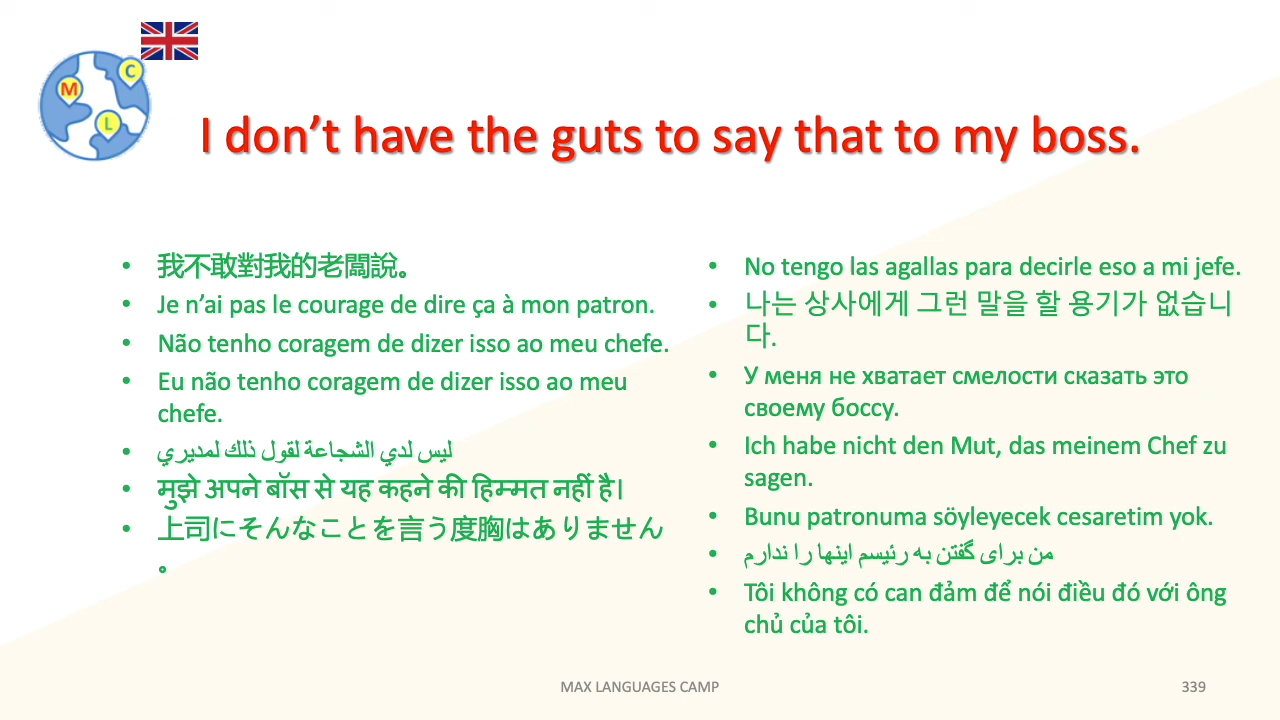 M
C
L
I don’t have the guts to say that to my boss.
• 我不敢對我的老闆說。
• Je n’ai pas le courage de dire ça à mon patron.
• Não tenho coragem de dizer isso ao meu chefe.
• Eu não tenho coragem de dizer isso ao meu
chefe.
• ليس لدي الشجاعة لقول ذلك لمديري
• मुझे अपने बॉस से यह कहने की हिम्मत नहीं है।
• 上司にそんなことを言う度胸はありません
。
• No tengo las agallas para decirle eso a mi jefe.
• 나는 상사에게 그런 말을 할 용기가 없습니
다.
• У меня не хватает смелости сказать это
своему боссу.
• Ich habe nicht den Mut, das meinem Chef zu
sagen.
• Bunu patronuma söyleyecek cesaretim yok.
• من برای گفتن به رئیسم اینها را ندارم
• Tôi không có can đảm để nói điều đó với ông
chủ của tôi.
MAX LANGUAGES CAMP
339